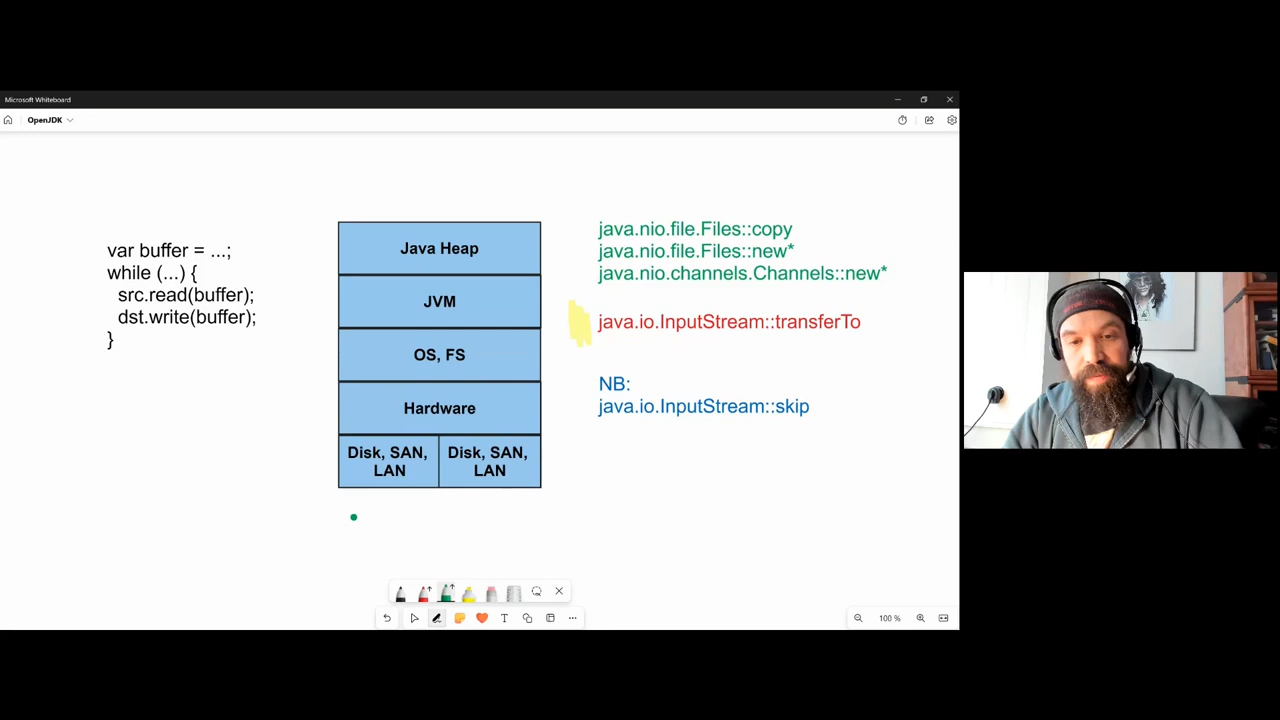 Microsoft Whiteboard
OpenJDK
var buffer = ...;
while (...) {
src.read(buffer);
dst.write(buffer);
}
Java Heap
JVM
OS, FS
Hardware
Disk, SAN,
LAN
Disk, SAN,
LAN
java.nio.file.Files::copy
java.nio.file.Files::new*
java.nio.channels.Channels::new*
java.io.InputStream::transferTo
NB:
java.io.InputStream::skip
T
100 %